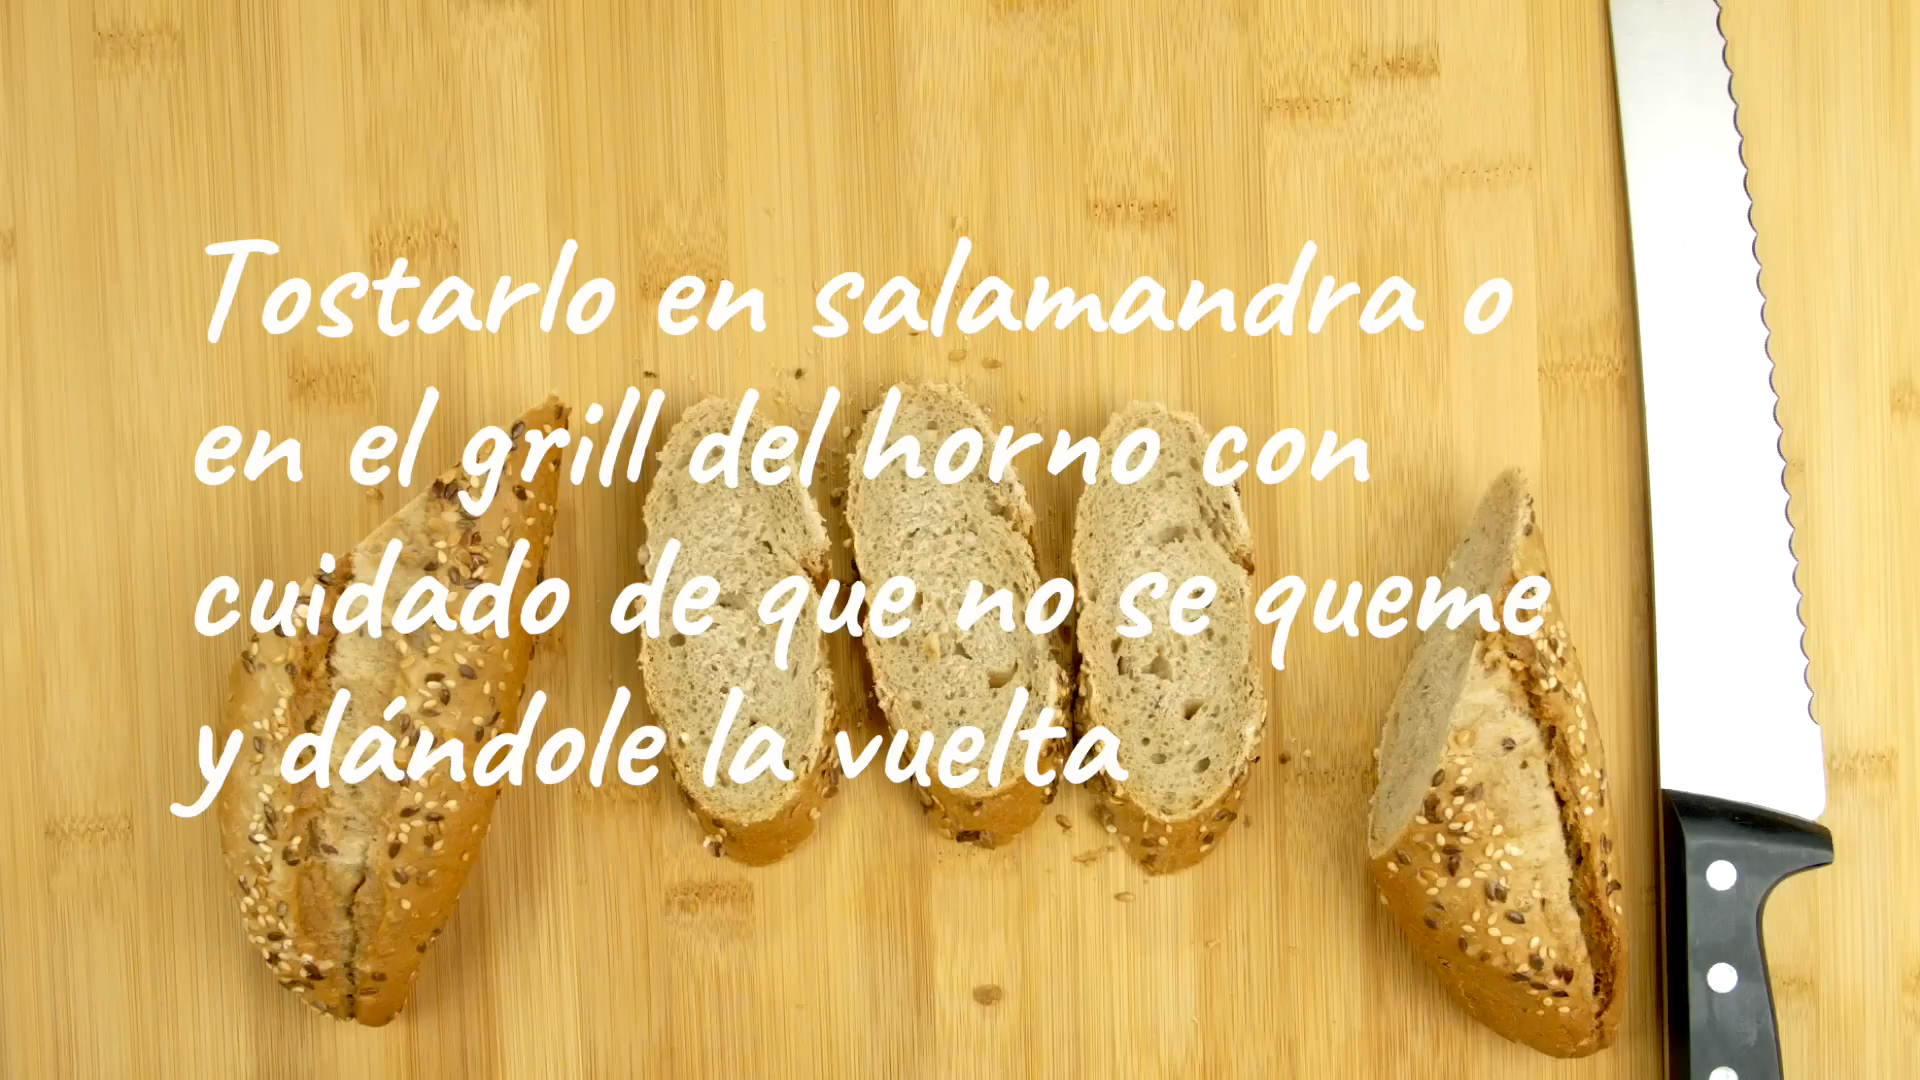 Tostarlo en salamandra o
en el grill del horno con
cuidado de que no se queme
y dándole la vuelta